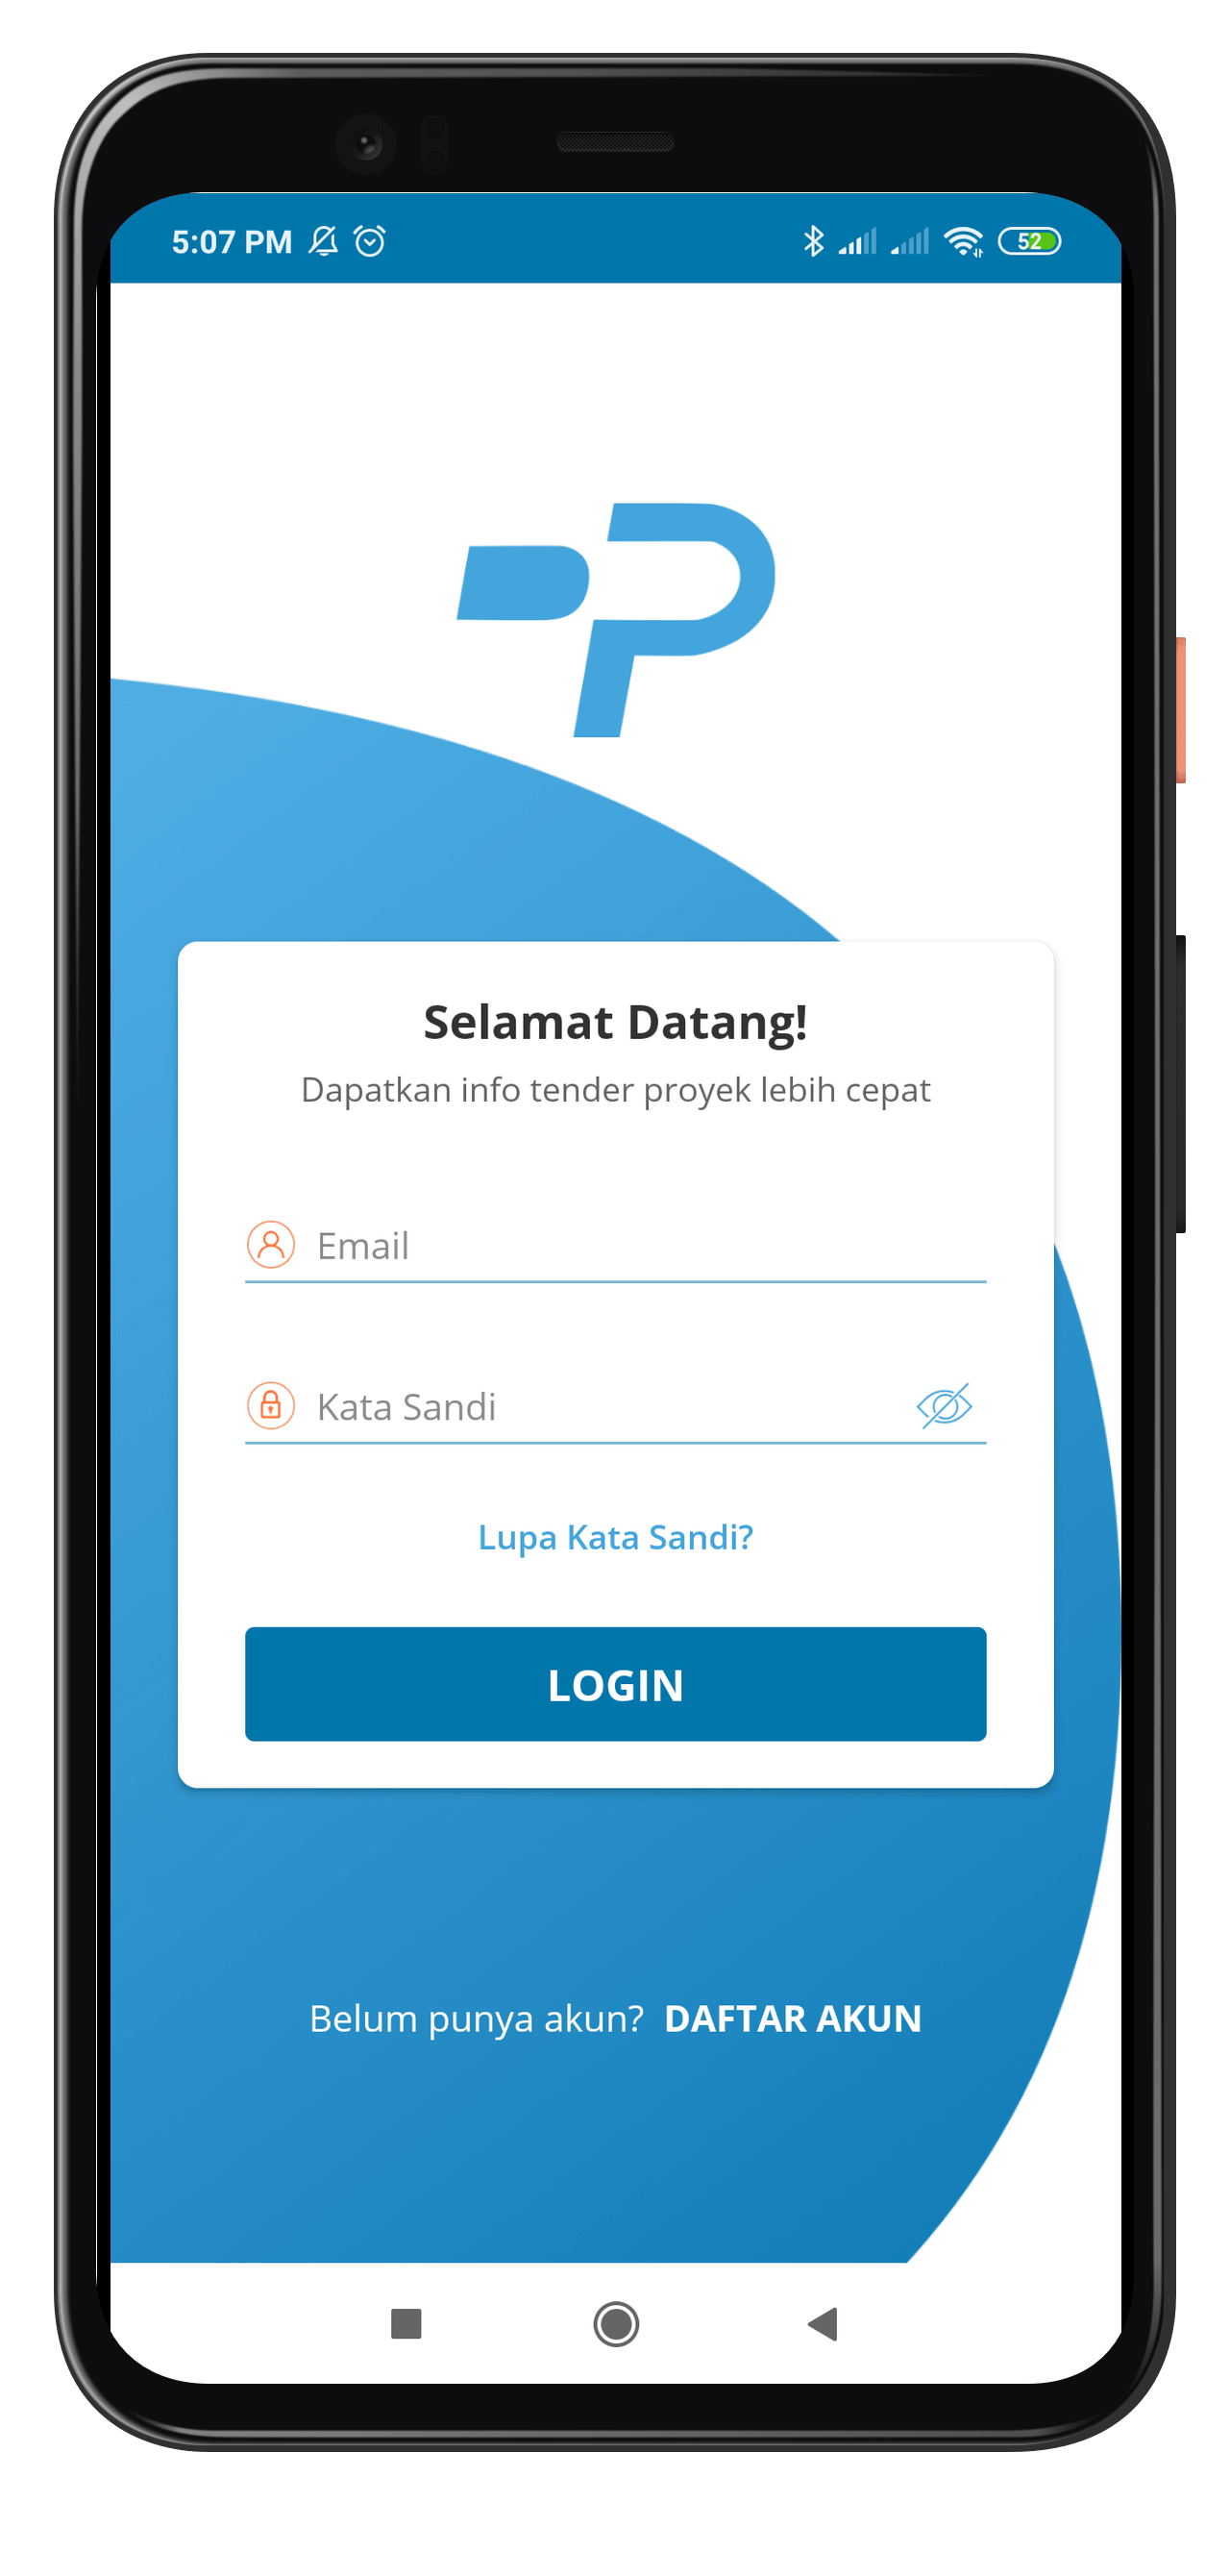 5:07 PM
52
Selamat Datang!
Dapatkan info tender proyek lebih cepat
Email
Kata Sandi
Lupa Kata Sandi?
LOGIN
Belum punya akun? DAFTAR AKUN